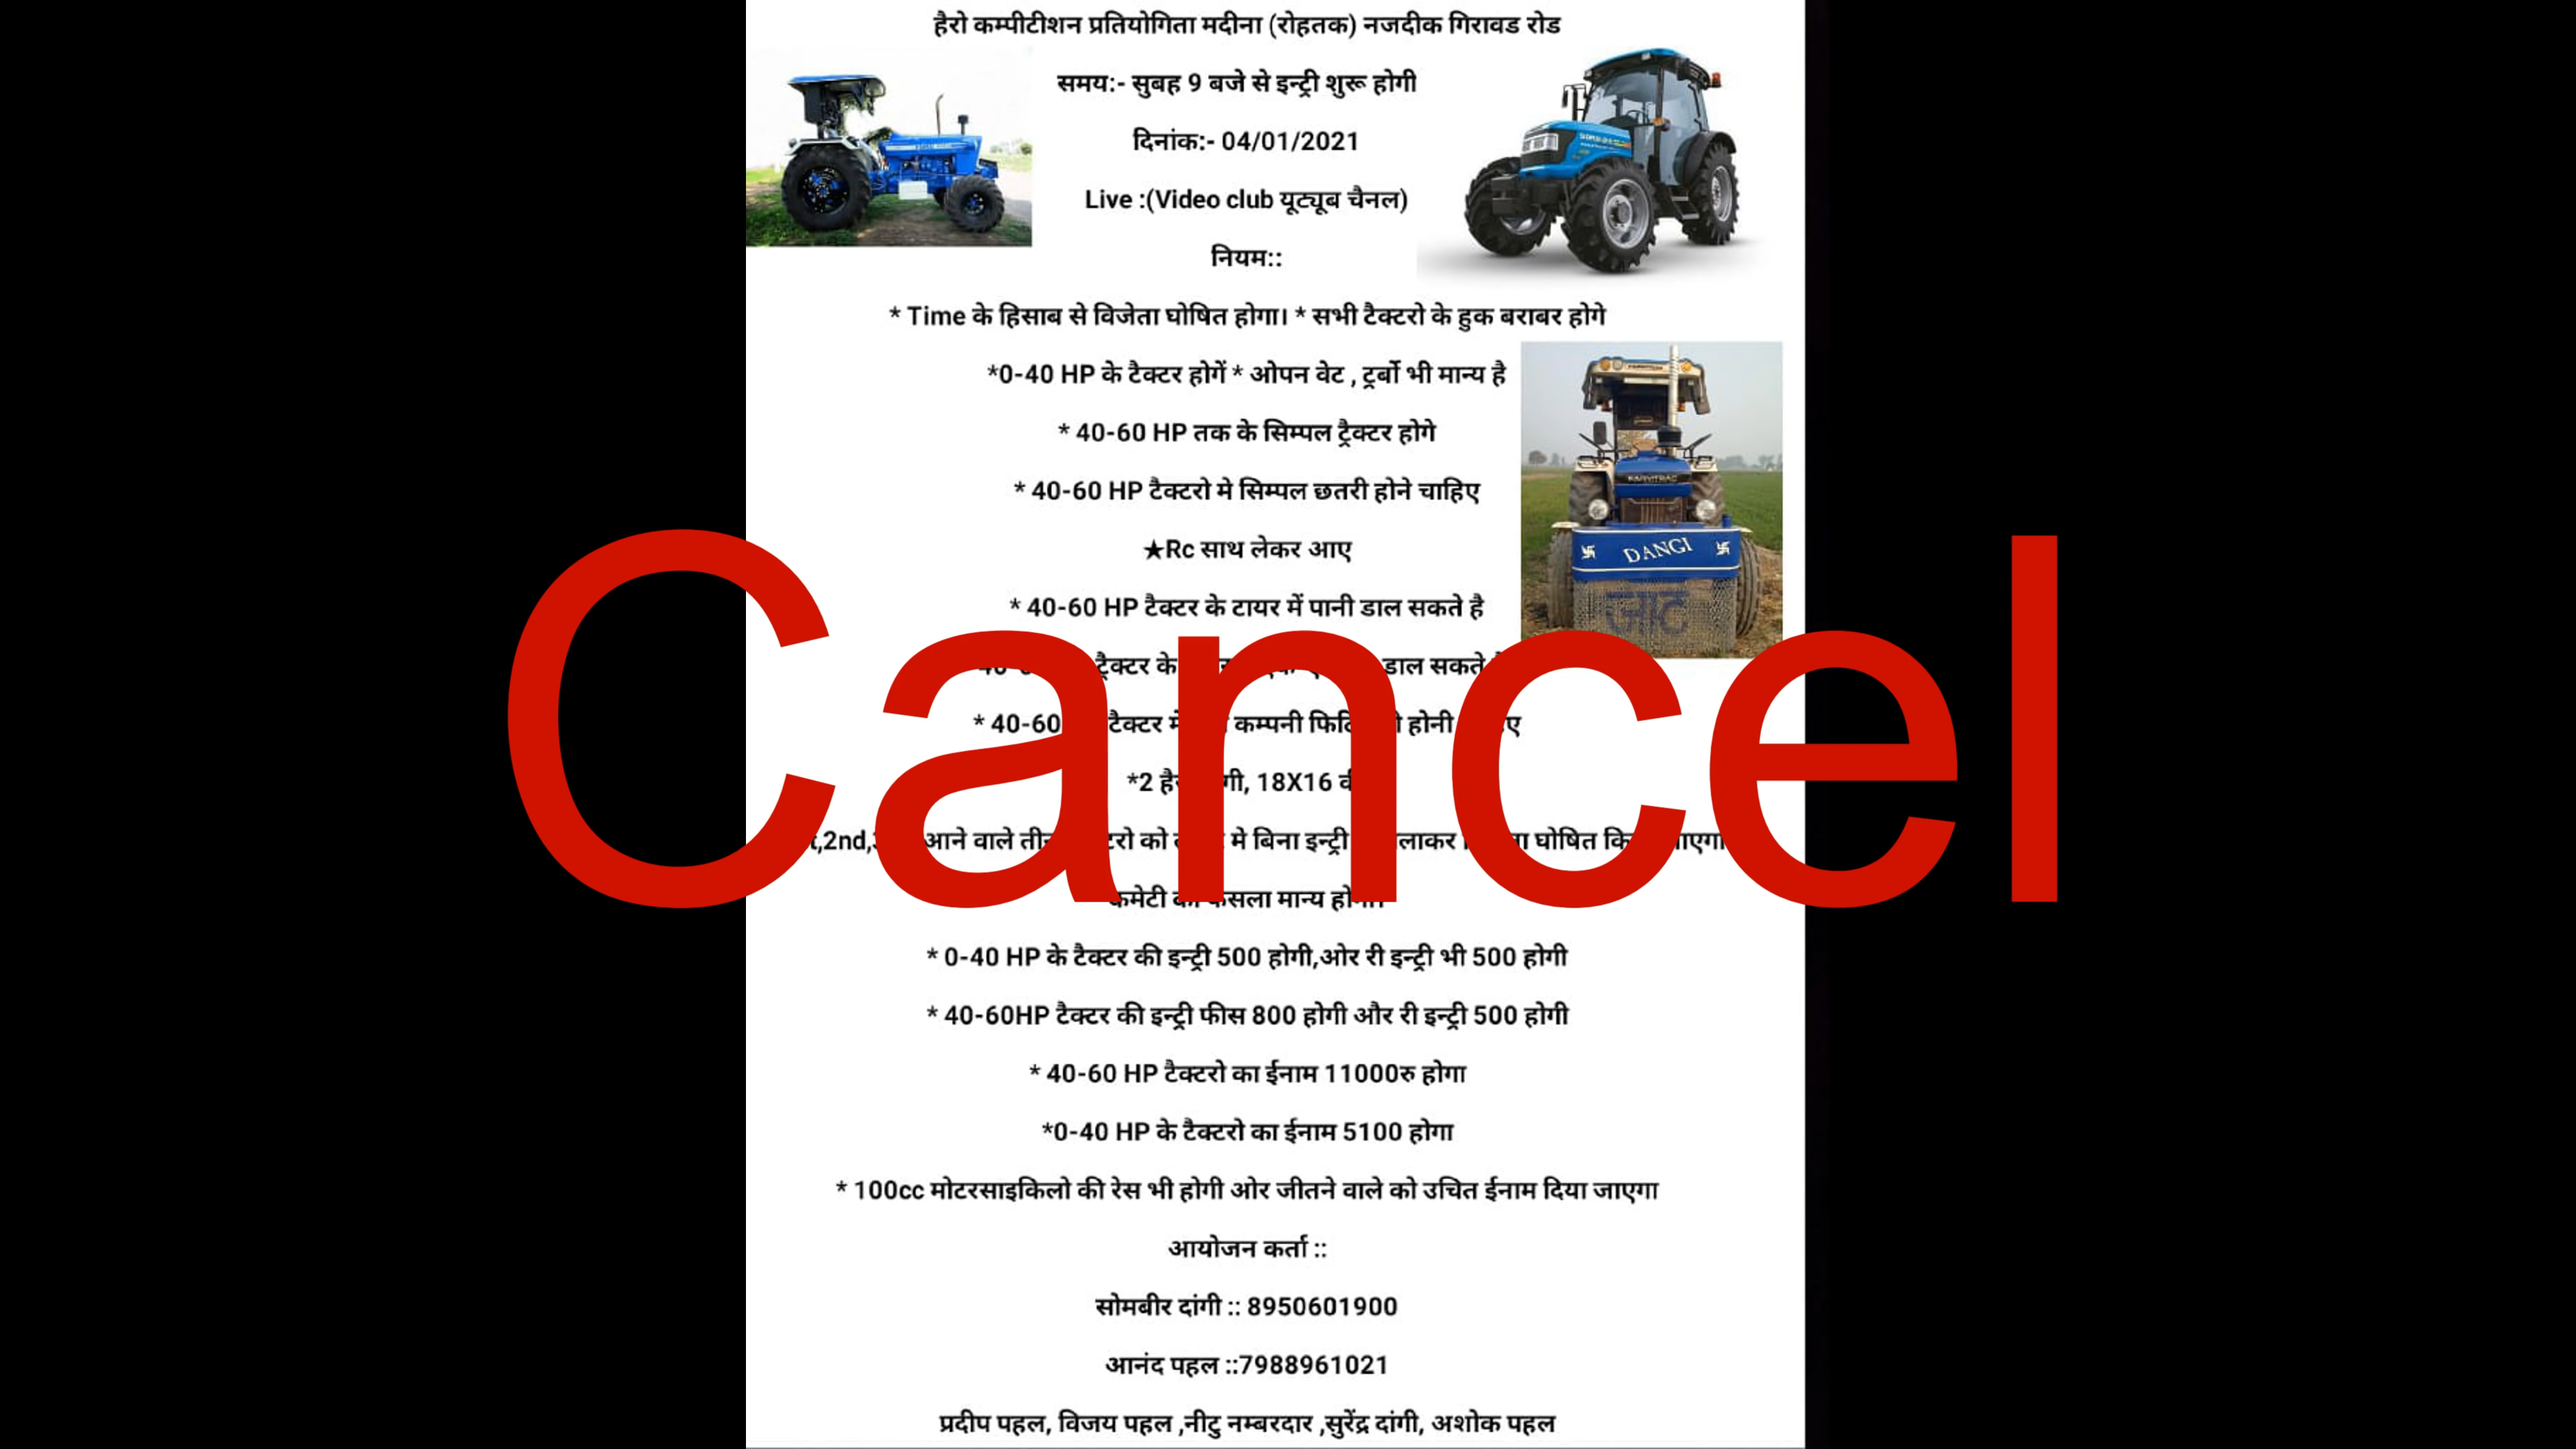 हैरो कम्पीटीशन प्रतियोगिता मदीना (रोहतक) नजदीक गिरावड रोड
समय:- सुबह 9 बजे से इन्ट्री शुरू होगी
दिनांक:- 04/01/2021
Live :(Video club यूट्यूब चैनल)
नियम::
* Time के हिसाब से विजेता घोषित होगा। * सभी टैक्टरो के हुक बराबर होगे
*0-40 HP के टैक्टर होगें * ओपन वेट , टर्बो भी मान्य है
* 40-60 HP तक के सिम्पल ट्रैक्टर होगे
* 40-60 HP टैक्टरो मे सिम्पल छतरी होने चाहिए
FARMTRAC
DANGI
जाट
★Rc साथ लेकर आए
* 40-60 HP टैक्टर के टायर में पानी डाल सकते है
ट्रैक्टर के डाल सकते
Cancel
* 40-60 टैक्टर कम्पनी होनी
*2 18X16
2nd, आने वाले को मे बिना इन्ट्री घोषित
कमेटी मान्य
* 0-40 HP के टैक्टर की इन्ट्री 500 होगी,ओर री इन्ट्री भी 500 होगी
* 40-60HP टैक्टर की इन्ट्री फीस 800 होगी और री इन्ट्री 500 होगी
* 40-60 HP टैक्टरो का ईनाम 11000रु होगा
*0-40 HP के टैक्टरो का ईनाम 5100 होगा
* 100cc मोटरसाइकिलो की रेस भी होगी ओर जीतने वाले को उचित ईनाम दिया जाएगा
आयोजन कर्ता ::
सोमबीर दांगी :: 8950601900
आनंद पहल ::7988961021
प्रदीप पहल, विजय पहल ,नीटु नम्बरदार ,सुरेंद्र दांगी, अशोक पहल